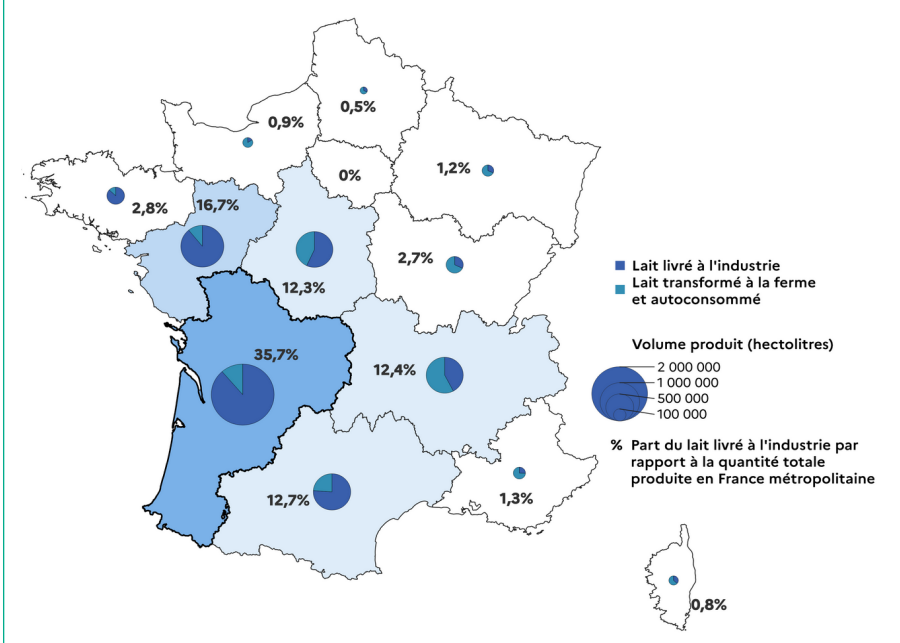 0,5%
0,9%
1,2%
0%
2,8%
16,7%
2,7%
12,3%
35,7%
12,4%
12,7%
1,3%
0,8%
Lait livré à l'industrie
Lait transformé à la ferme
et autoconsommé
Volume produit (hectolitres)
2 000 000
1 000 000
500 000
100 000
% Part du lait livré à l'industrie par
rapport à la quantité totale
produite en France métropolitaine